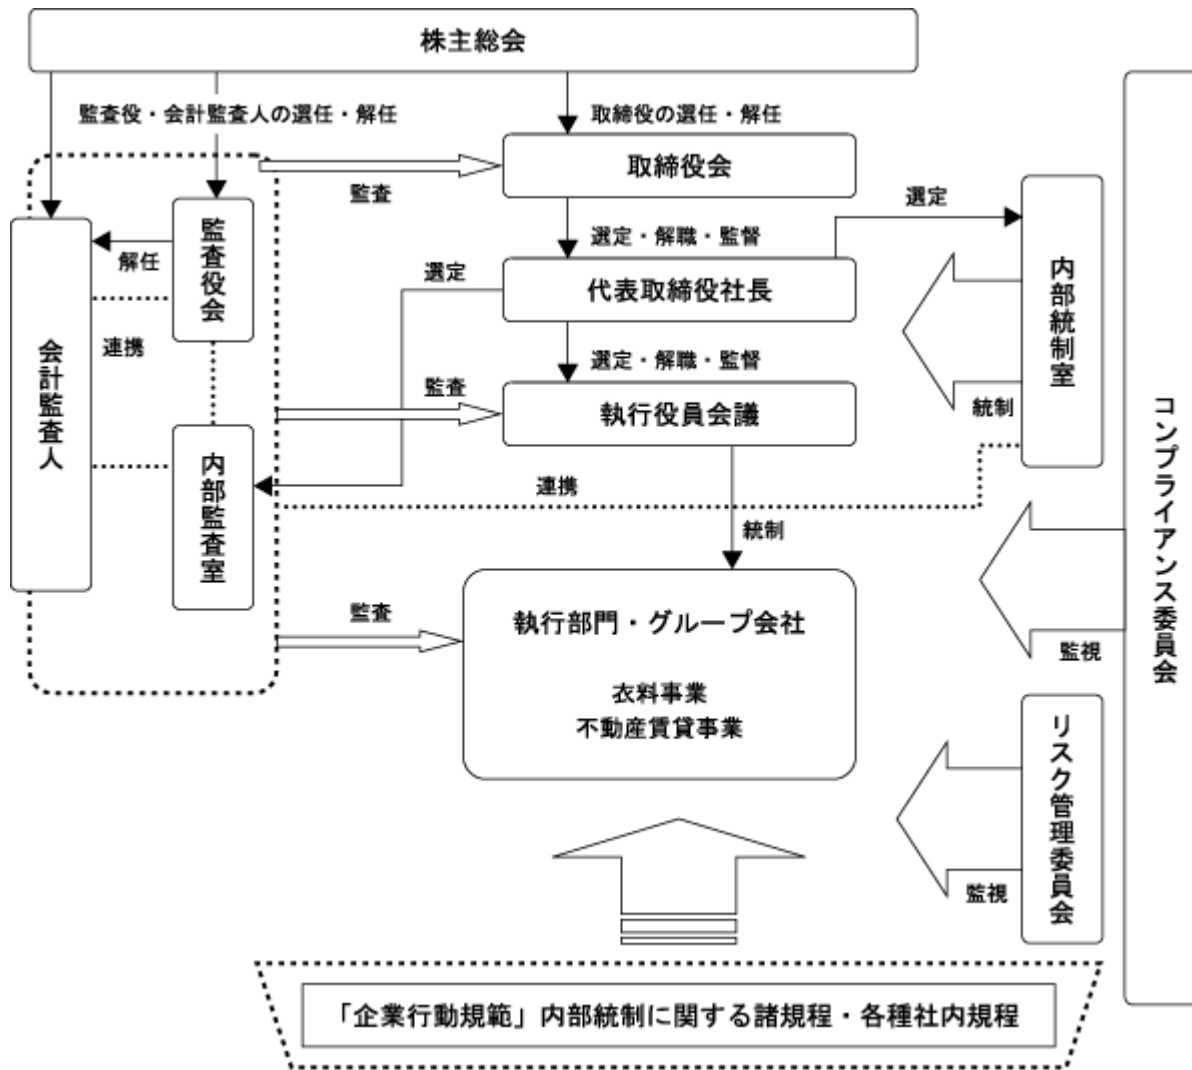 株主総会
監査役・会計監査人の選任・解任
取締役の選任・解任
取締役会
監査
選定
監査役会
選定・解職・監督
解任
選定
代表取締役社長
内部統制室
連携
会計監査人
選定・解職・監督
監査
執行役員会議
統制
コンプライアンス委員会
内部監査室
連携
統制
執行部門・グループ会社
監査
監視
衣料事業
不動産賃貸事業
リスク管理委員会
監視
「企業行動規範」内部統制に関する諸規程・各種社内規程